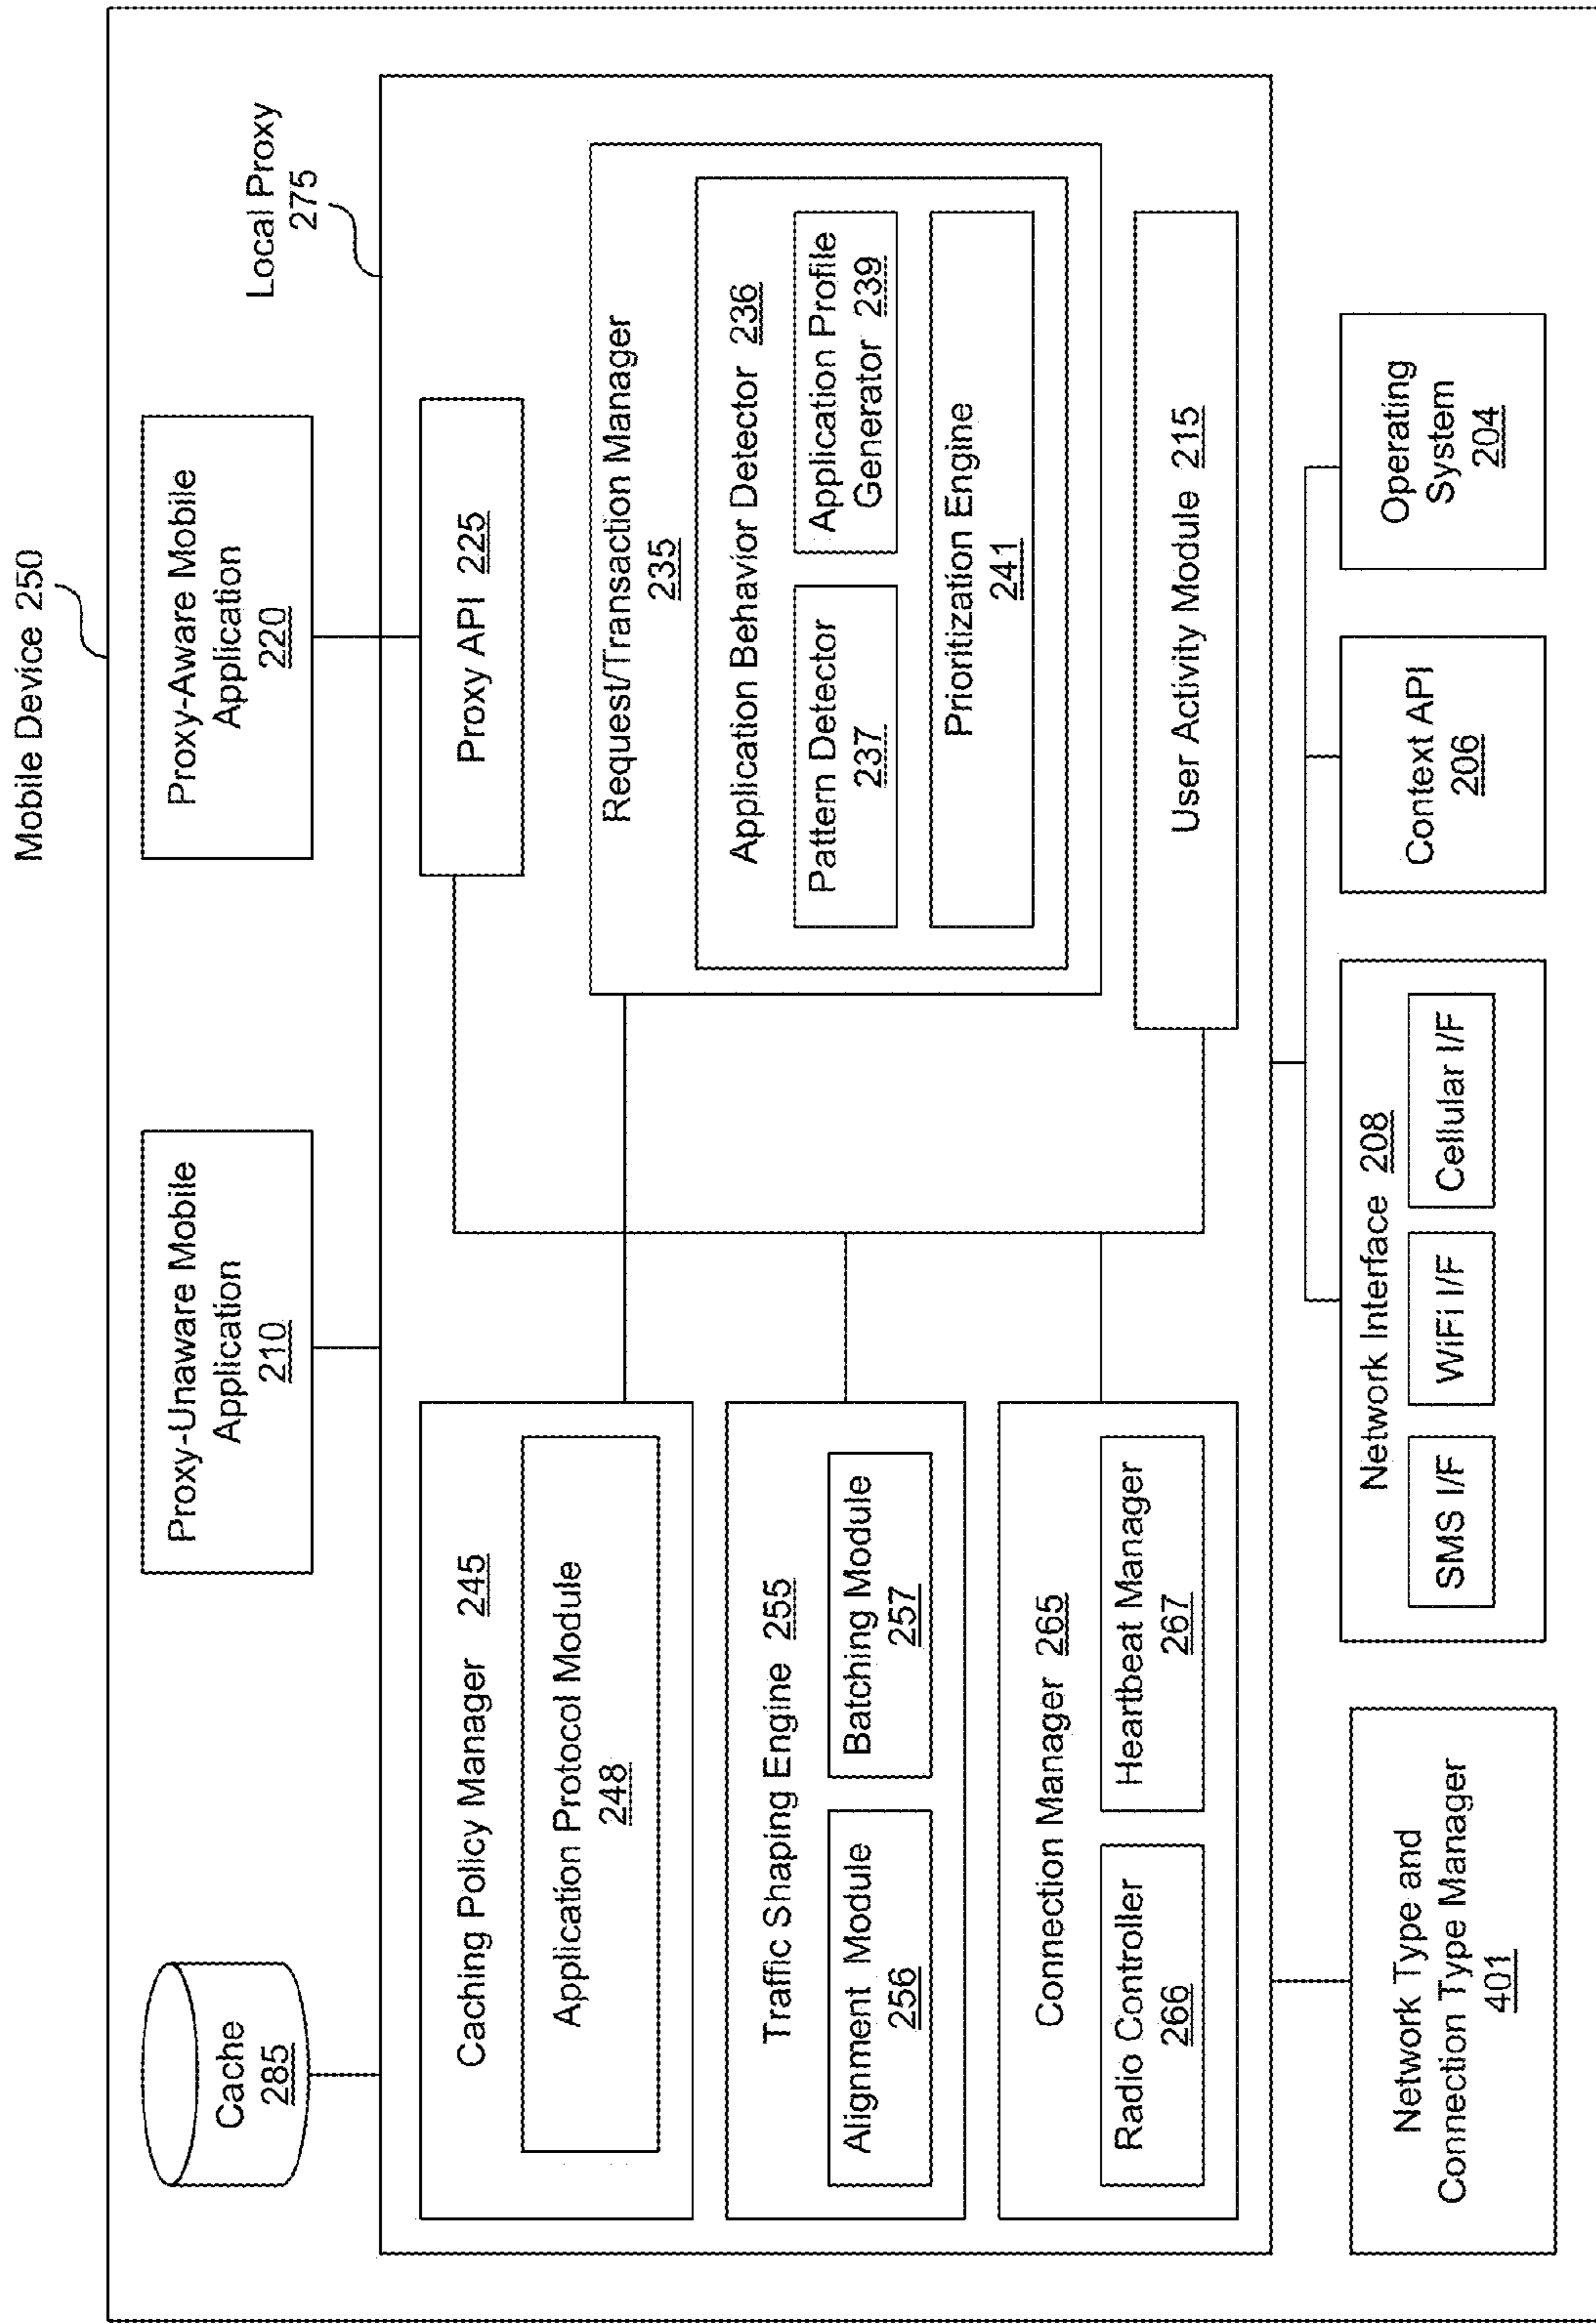 Mobile Device 250
Cache
285
Proxy-Unaware Mobile
Application
210
Proxy-Aware Mobile
Application
220
Local Proxy
275
Caching Policy Manager 245
Application Protocol Module
248
Traffic Shaping Engine 255
Alignment Module
256
Batching Module
257
Connection Manager 265
Radio Controller
266
Heartbeat Manager
267
Proxy API 225
Request/Transaction Manager
235
Application Behavior Detector 236
Pattern Detector
237
Application Profile
Generator 239
Prioritization Engine
241
User Activity Module 215
Network Type and
Connection Type Manager
401
Network Interface 208
SMS I/F
WiFi I/F
Cellular I/F
Context API
206
Operating
System
204